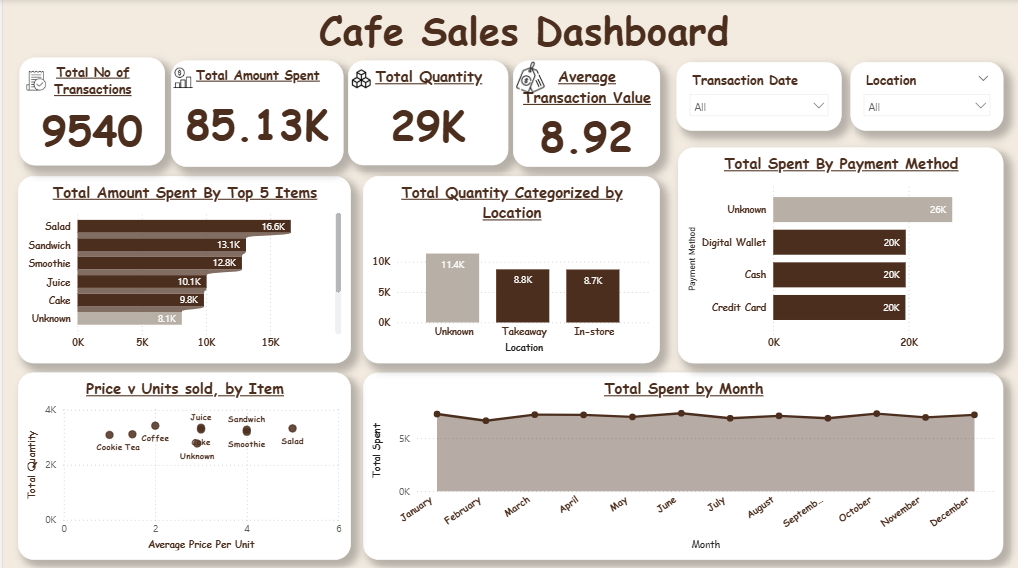 Cafe Sales Dashboard
Total No of
Transactions
9540
Total Amount Spent
85.13K
Total Quantity
29K
Average
Transaction Value
8.92
Transaction Date
All
Location
All
Total Amount Spent By Top 5 Items
Salad
16.6K
Sandwich
13.1K
Smoothie
12.8K
Juice
10.1K
Cake
9.8K
Unknown
8.1K
0K 5K 10K 15K
Total Quantity Categorized by
Location
10K
5K
0K
11.4K
8.8K
8.7K
Unknown Takeaway In-store
Location
Total Spent By Payment Method
Payment Method
Unknown
26K
Digital Wallet
20K
Cash
20K
Credit Card
20K
0K 20K
Price v Units sold, by Item
Total Quantity
4K
2K
0K
Juice
Sandwich
Cookie Tea
Coffee
Cake
Smoothie
Salad
Unknown
0 2 4 6
Average Price Per Unit
Total Spent by Month
Total Spent
5K
0K
January
February
March
April
May
June
July
August
Septemb...
October
November
December
Month